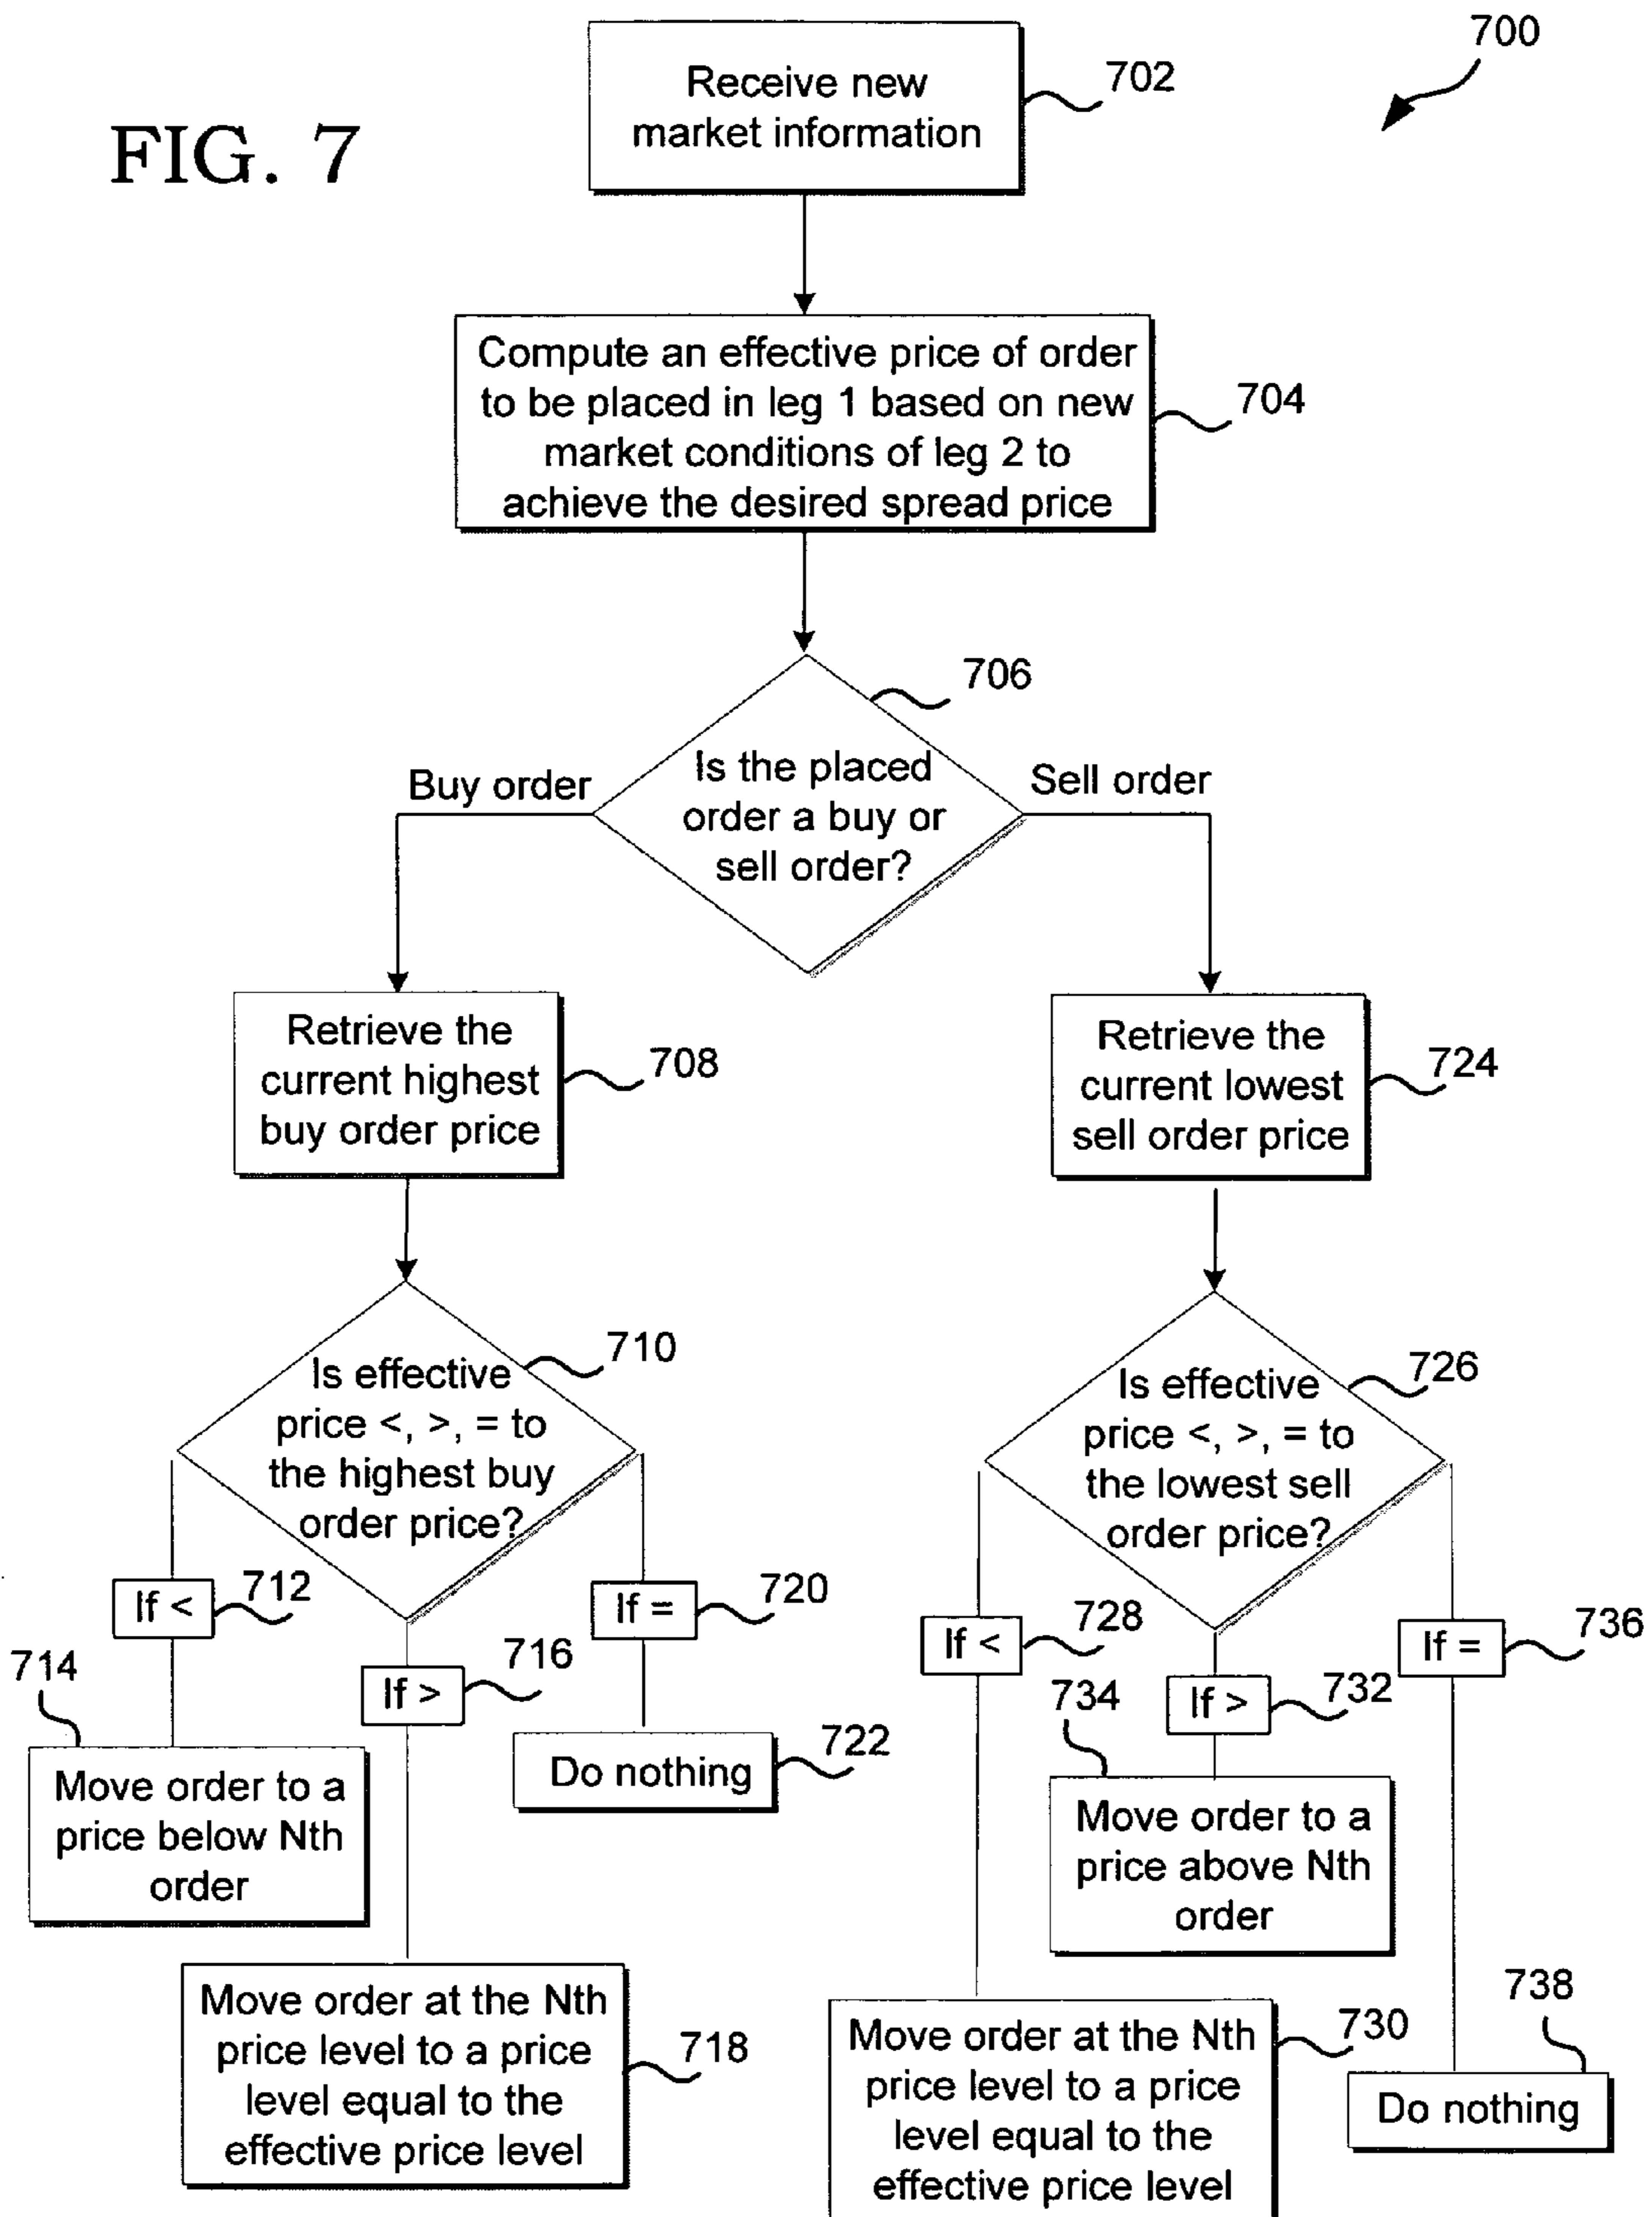 FIG. 7
700
Receive new
market information
702
Compute an effective price of order
to be placed in leg 1 based on new
market conditions of leg 2 to
achieve the desired spread price
704
706
Is the placed
order a buy or
sell order?
Buy order
Sell order
Retrieve the
current highest
buy order price
708
Retrieve the
current lowest
sell order price
724
Is effective
price <, >, = to
the highest buy
order price?
710
Is effective
price <, >, = to
the lowest sell
order price?
726
If <
712
If >
716
If =
720
714
Move order to a
price below Nth
order
Do nothing
722
Move order at the Nth
price level to a price
level equal to the
effective price level
718
If <
728
If >
732
If =
736
734
Move order to a
price above Nth
order
Move order at the Nth
price level to a price
level equal to the
effective price level
730
738
Do nothing